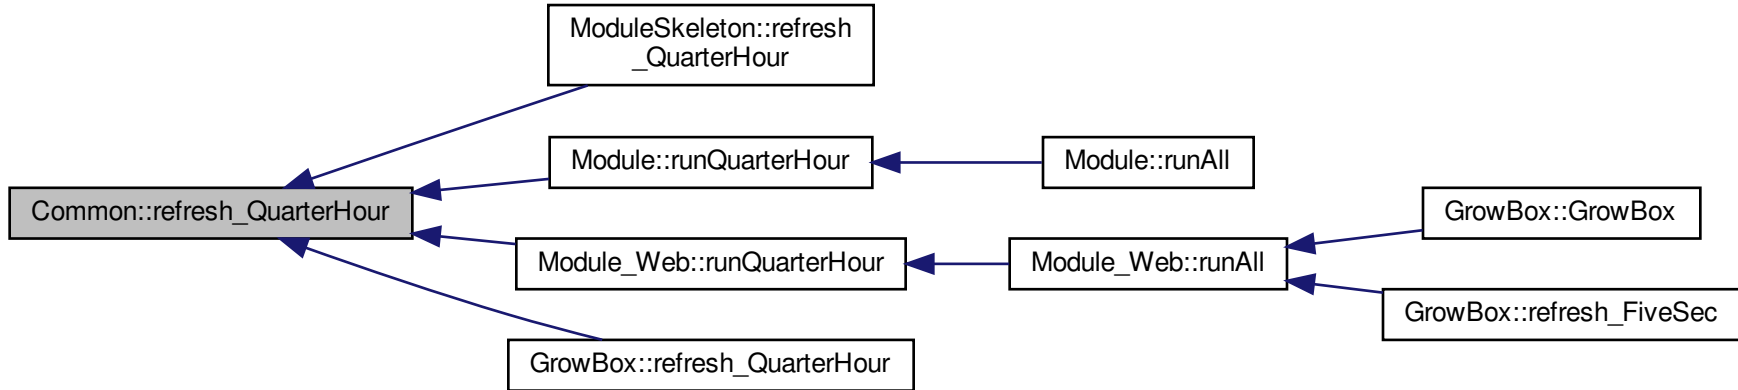 ModuleSkeleton::refresh
_QuarterHour
Module::runQuarterHour
Module::runAll
Common::refresh_QuarterHour
GrowBox::GrowBox
Module_Web::runQuarterHour
Module_Web::runAll
GrowBox::refresh_FiveSec
GrowBox::refresh_QuarterHour